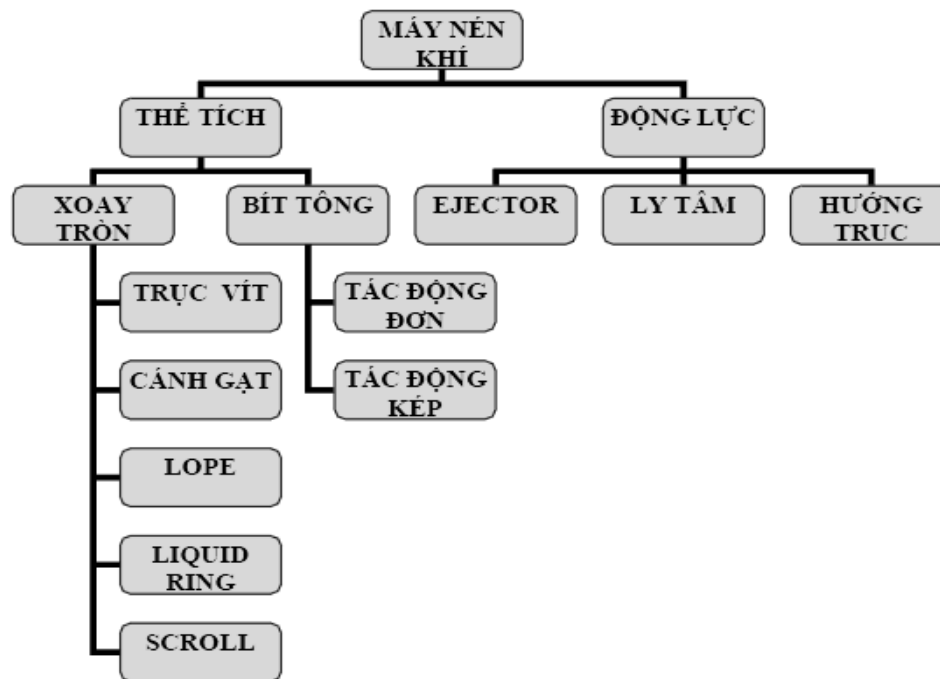 MÁY NÉN
KHÍ
THỂ TÍCH
ĐỘNG LỰC
XOAY
TRÒN
BÍT TÔNG
EJECTOR
LY TÂM
HƯỚNG
TRUC
TRỤC VÍT
TÁC ĐỘNG
ĐƠN
CÁNH GẠT
TÁC ĐỘNG
KÉP
LOPE
LIQUID
RING
SCROLL